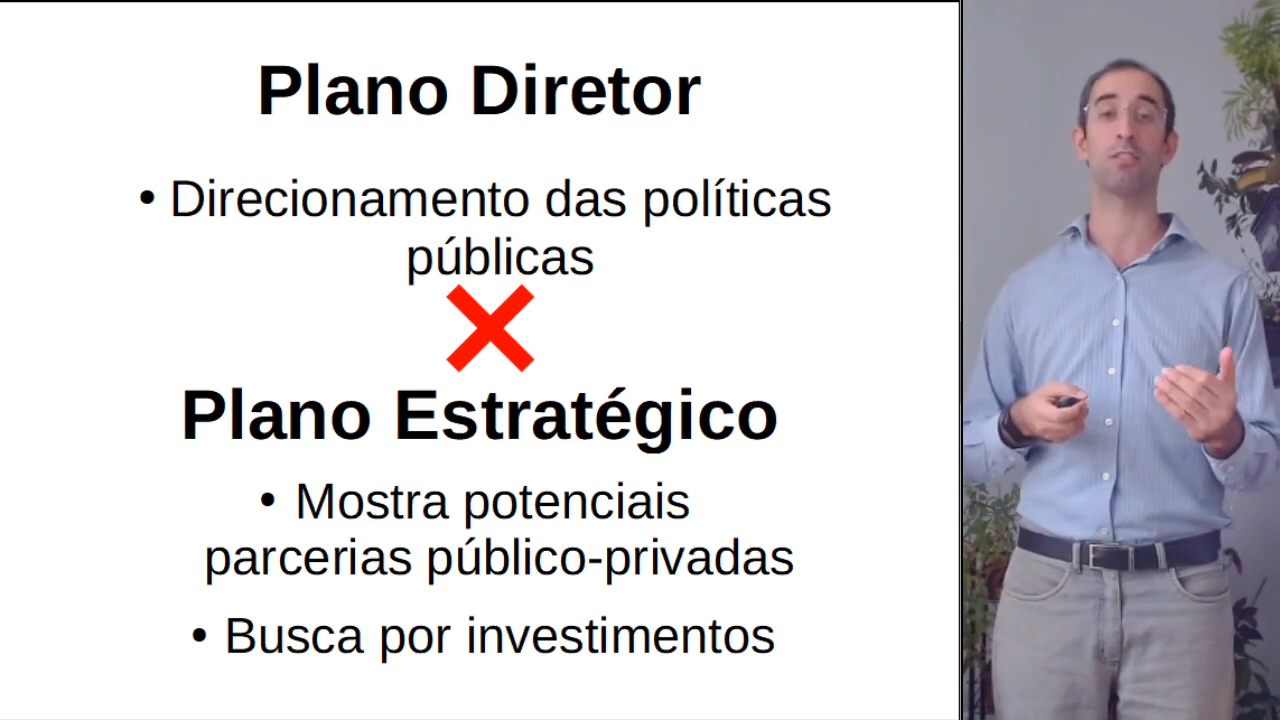 Plano Diretor
• Direcionamento das políticas
públicas
Plano Estratégico
• Mostra potenciais
parcerias público-privadas
• Busca por investimentos